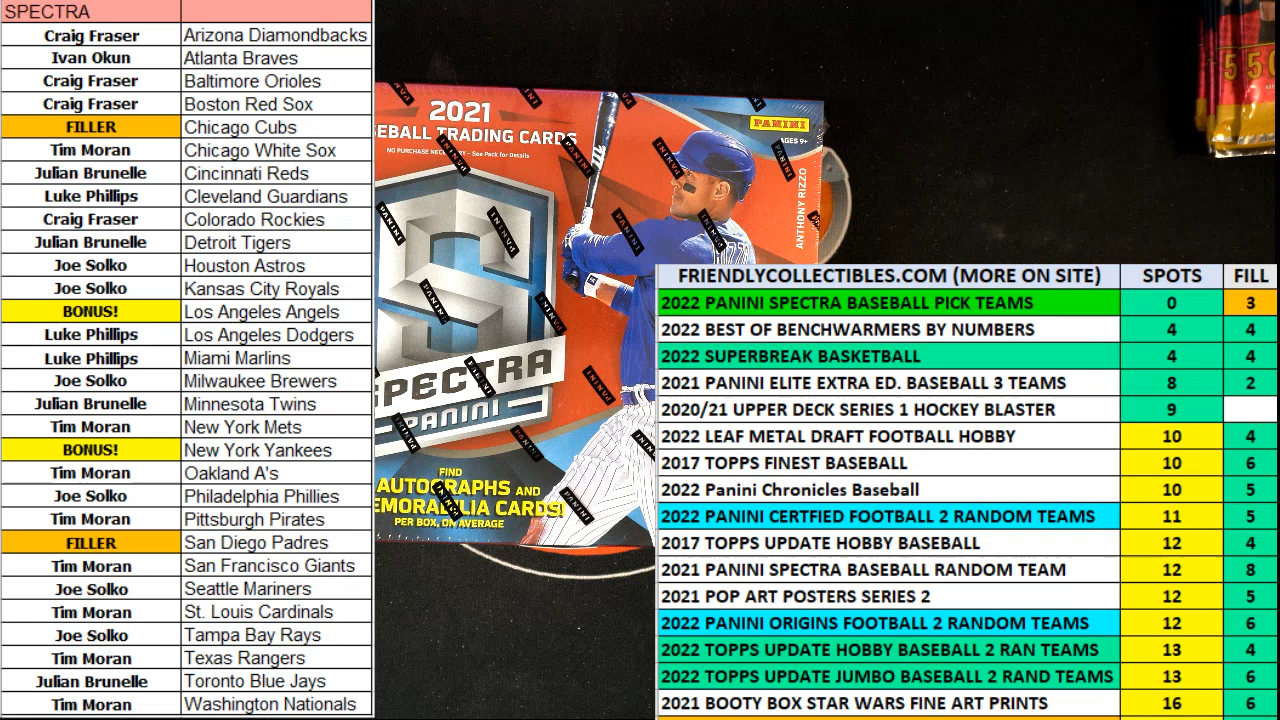 SPECTRA
Craig Fraser Arizona Diamondbacks
Ivan Okun Atlanta Braves
Craig Fraser Baltimore Orioles
Craig Fraser Boston Red Sox
FILLER Chicago Cubs
Tim Moran Chicago White Sox
Julian Brunelle Cincinnati Reds
Luke Phillips Cleveland Guardians
Craig Fraser Colorado Rockies
Julian Brunelle Detroit Tigers
Joe Solko Houston Astros
Joe Solko Kansas City Royals
BONUS! Los Angeles Angels
Luke Phillips Los Angeles Dodgers
Luke Phillips Miami Marlins
Joe Solko Milwaukee Brewers
Julian Brunelle Minnesota Twins
Tim Moran New York Mets
BONUS! New York Yankees
Tim Moran Oakland A's
Joe Solko Philadelphia Phillies
Tim Moran Pittsburgh Pirates
FILLER San Diego Padres
Tim Moran San Francisco Giants
Joe Solko Seattle Mariners
Tim Moran St. Louis Cardinals
Joe Solko Tampa Bay Rays
Tim Moran Texas Rangers
Julian Brunelle Toronto Blue Jays
Tim Moran Washington Nationals
2021
EBALL TRADING CARDS
See Pack for Details
PANINI
AGES 9+
ANTHONY RIZZO
SPECTRA
PANINI
FIND
AUTOGRAPHS AND
EMORABILIA CARDS!
PER BOX, ON AVERAGE
550
FRIENDLYCOLLECTIBLES.COM (MORE ON SITE) SPOTS FILL
2022 PANINI SPECTRA BASEBALL PICK TEAMS 0 3
2022 BEST OF BENCHWARMERS BY NUMBERS 4 4
2022 SUPERBREAK BASKETBALL 4 4
2021 PANINI ELITE EXTRA ED. BASEBALL 3 TEAMS 8 2
2020/21 UPPER DECK SERIES 1 HOCKEY BLASTER 9
2022 LEAF METAL DRAFT FOOTBALL HOBBY 10 4
2017 TOPPS FINEST BASEBALL 10 6
2022 Panini Chronicles Baseball 10 5
2022 PANINI CERTFIED FOOTBALL 2 RANDOM TEAMS 11 5
2017 TOPPS UPDATE HOBBY BASEBALL 12 4
2021 PANINI SPECTRA BASEBALL RANDOM TEAM 12 8
2021 POP ART POSTERS SERIES 2 12 5
2022 PANINI ORIGINS FOOTBALL 2 RANDOM TEAMS 12 6
2022 TOPPS UPDATE HOBBY BASEBALL 2 RAN TEAMS 13 4
2022 TOPPS UPDATE JUMBO BASEBALL 2 RAND TEAMS 13 6
2021 BOOTY BOX STAR WARS FINE ART PRINTS 16 6